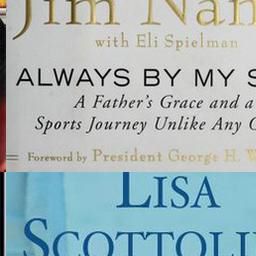 Jim Nan
with Eli Spielman
ALWAYS BY MY S
A Father's Grace and a
Sports Journey Unlike Any O
Foreword by President George H. W
LISA
SCOTTOLI